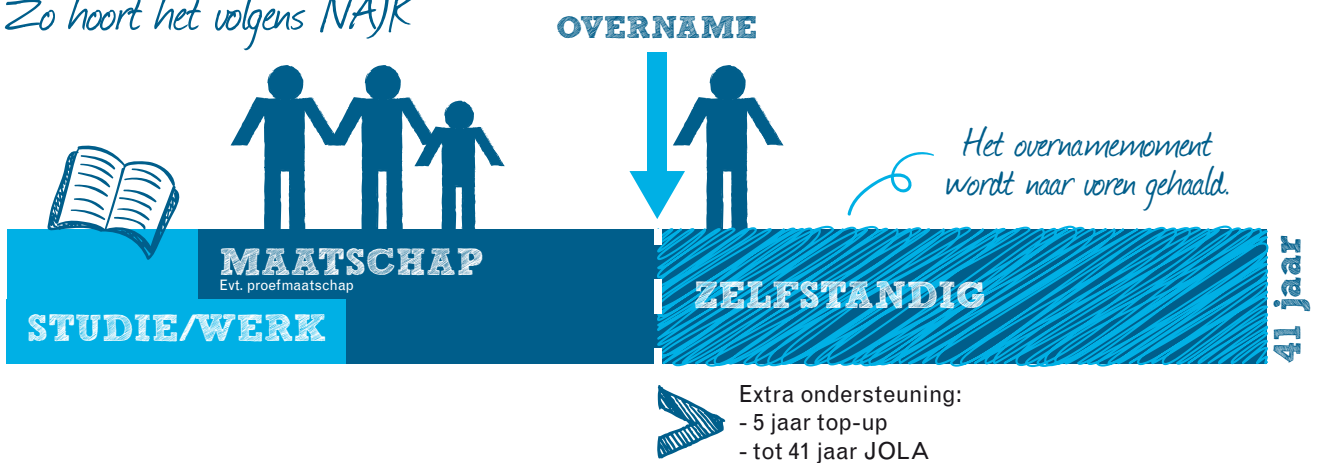 Zo hoort het volgens NAJK
OVERNAME
Het overnamemoment
wordt naar voren gehaald.
MAATSCHAP
Evt. proefmaatschap
STUDIE/WERK
ZELFSTANDIG
41 jaar
Extra ondersteuning:
- 5 jaar top-up
- tot 41 jaar JOLA